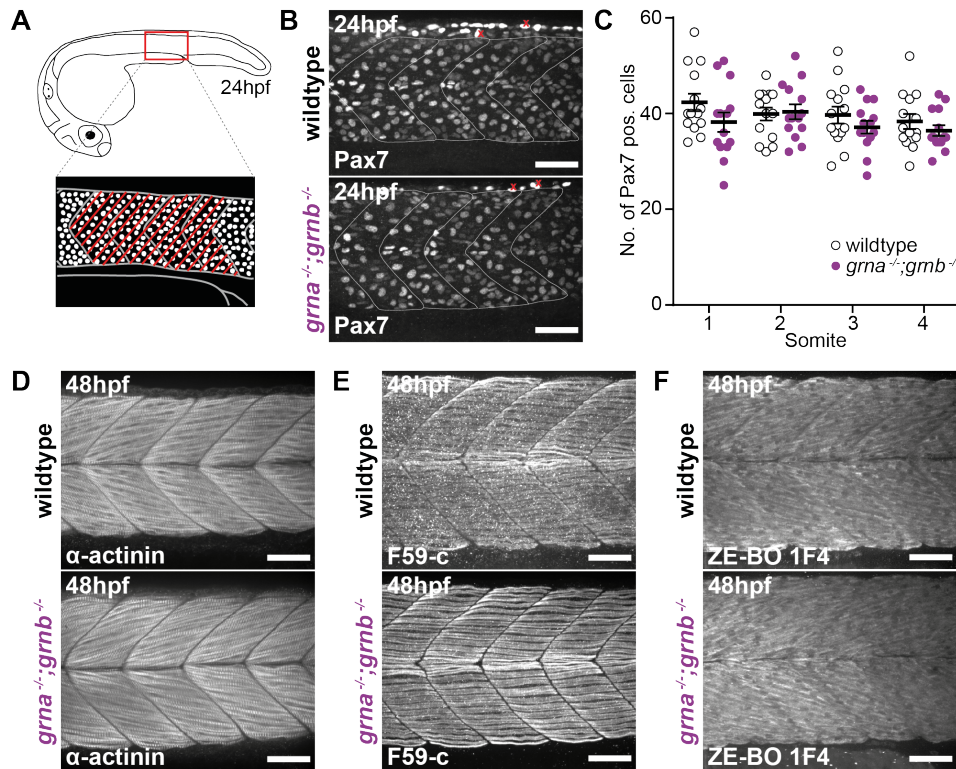 A
24hpf
B
wildtype
24hpf
x
x
Pax7
grna -/-;grnb -/-
24hpf
x
x
Pax7
C
No. of Pax7 pos. cells
60
40
20
0
1
2
3
4
Somite
wildtype
grna -/-;grnb -/
D
wildtype
48hpf
α-actinin
grna -/-;grnb -/-
48hpf
α-actinin
E
wildtype
48hpf
F59-c
grna -/-;grnb -/-
48hpf
F59-c
F
wildtype
48hpf
ZE-BO 1F4
grna -/-;grnb -/-
48hpf
ZE-BO 1F4